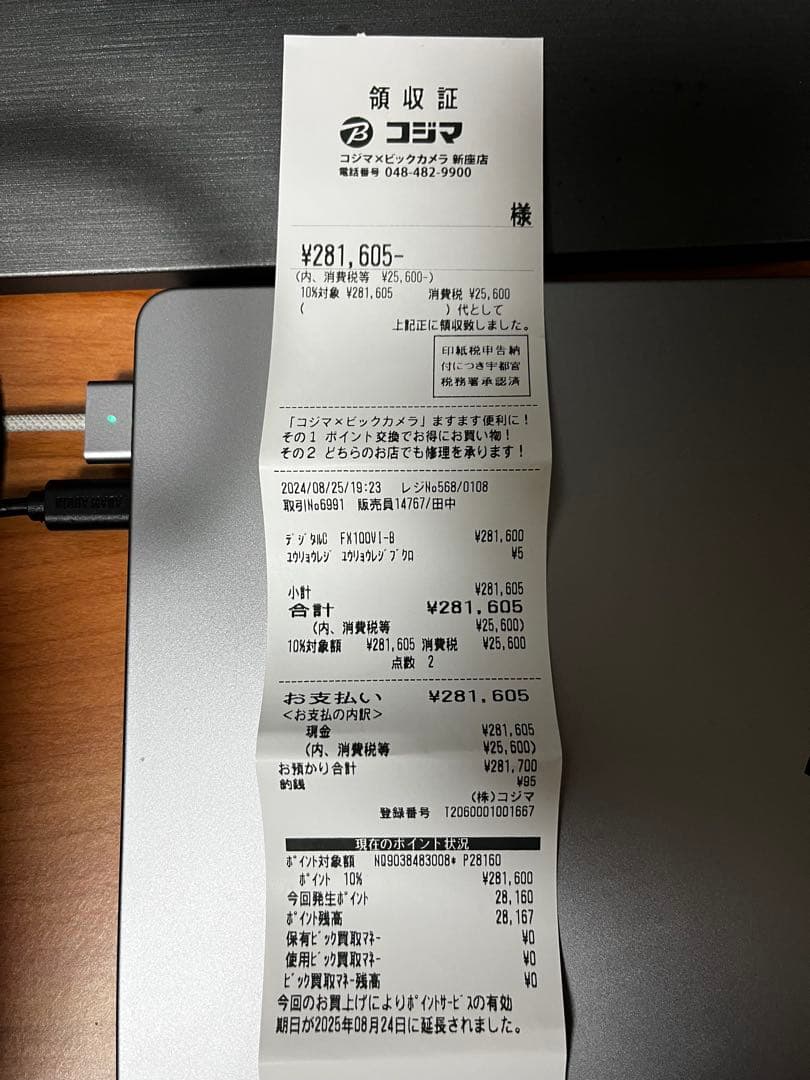 領収証
B コジマ
コジマ×ビックカメラ 新座店
電話番号 048-482-9900
様
¥281,605-
(内、消費税等 ¥25,600-)
10%対象 ¥281,605 消費税 ¥25,600
( )代として
上記正に領収致しました。
印紙税申告納
付につき宇都宮
税務署承認済
「コジマ×ビックカメラ」ますます便利に!
その1 ポイント交換でお得にお買い物!
その2 どちらのお店でも修理を承ります!
2024/08/25/19:23 レジNo568/0108
取引No6991 販売員14767/田中
デジタルC FX100VI-B ¥281,600
ユウリョウレジ ユウリョウレジブクロ ¥5
小計 ¥281,605
合計 ¥281,605
(内、消費税等 ¥25,600)
10%対象額 ¥281,605 消費税 ¥25,600
点数 2
お支払い ¥281,605
<お支払の内訳>
現金 ¥281,605
(内、消費税等 ¥25,600)
お預かり合計 ¥281,700
お釣銭 ¥95
(株)コジマ
登録番号 T2060001001667
現在のポイント状況
ポイント対象額 NQ9038483008* P28160
ポイント 10% ¥281,600
今回発生ポイント 28,160
ポイント残高 28,167
保有ビック買取マネー ¥0
使用ビック買取マネー ¥0
ビック買取マネー残高 ¥0
今回のお買上げによりポイントサービスの有効
期日が2025年08月24日に延長されました。